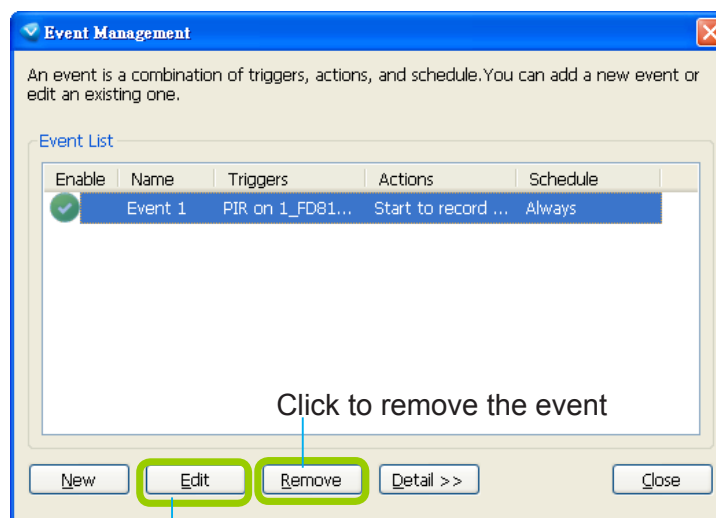 Event Management
An event is a combination of triggers, actions, and schedule.You can add a new event or
edit an existing one.
Event List
Enable Name Triggers Actions Schedule
Event 1 PIR on 1_FD81... Start to record ... Always
Click to remove the event
New Edit Remove Detail >> Close